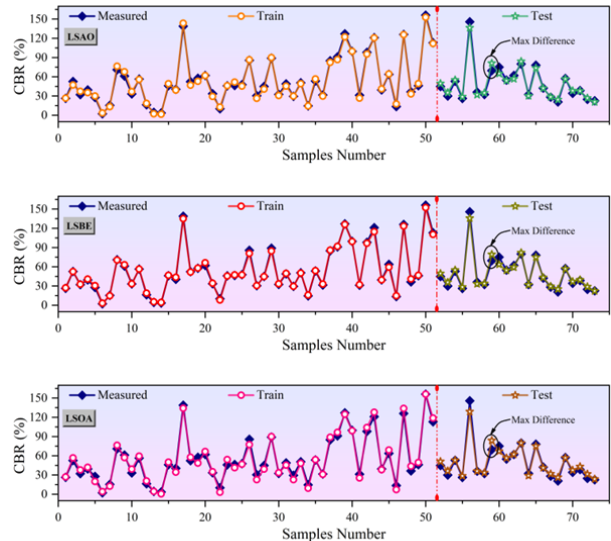 Measured Train Test
LSAO
Max Difference
CBR (%)
150
120
90
60
30
0
0 10 20 30 40 50 60 70
Samples Number
Measured Train Test
LSBE
Max Difference
CBR (%)
150
120
90
60
30
0
0 10 20 30 40 50 60 70
Samples Number
Measured Train Test
LSOA
Max Difference
CBR (%)
150
120
90
60
30
0
0 10 20 30 40 50 60 70
Samples Number